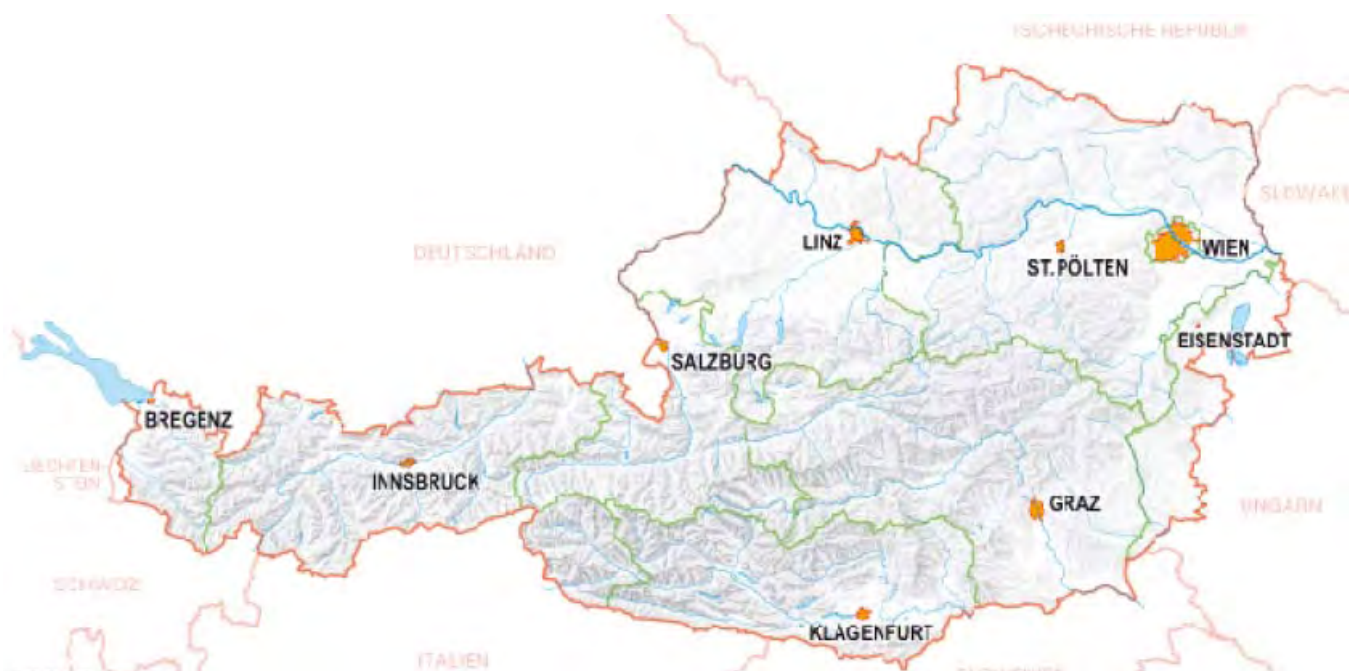 TSCHECHISCHE REPUBLIK
SLOWAKEI
DEUTSCHLAND
LINZ
WIEN
ST. PÖLTEN
EISENSTADT
SALZBURG
BREGENZ
LIECHTEN-
STEIN
INNSBRUCK
GRAZ
UNGARN
SCHWEIZ
KLAGENFURT
ITALIEN